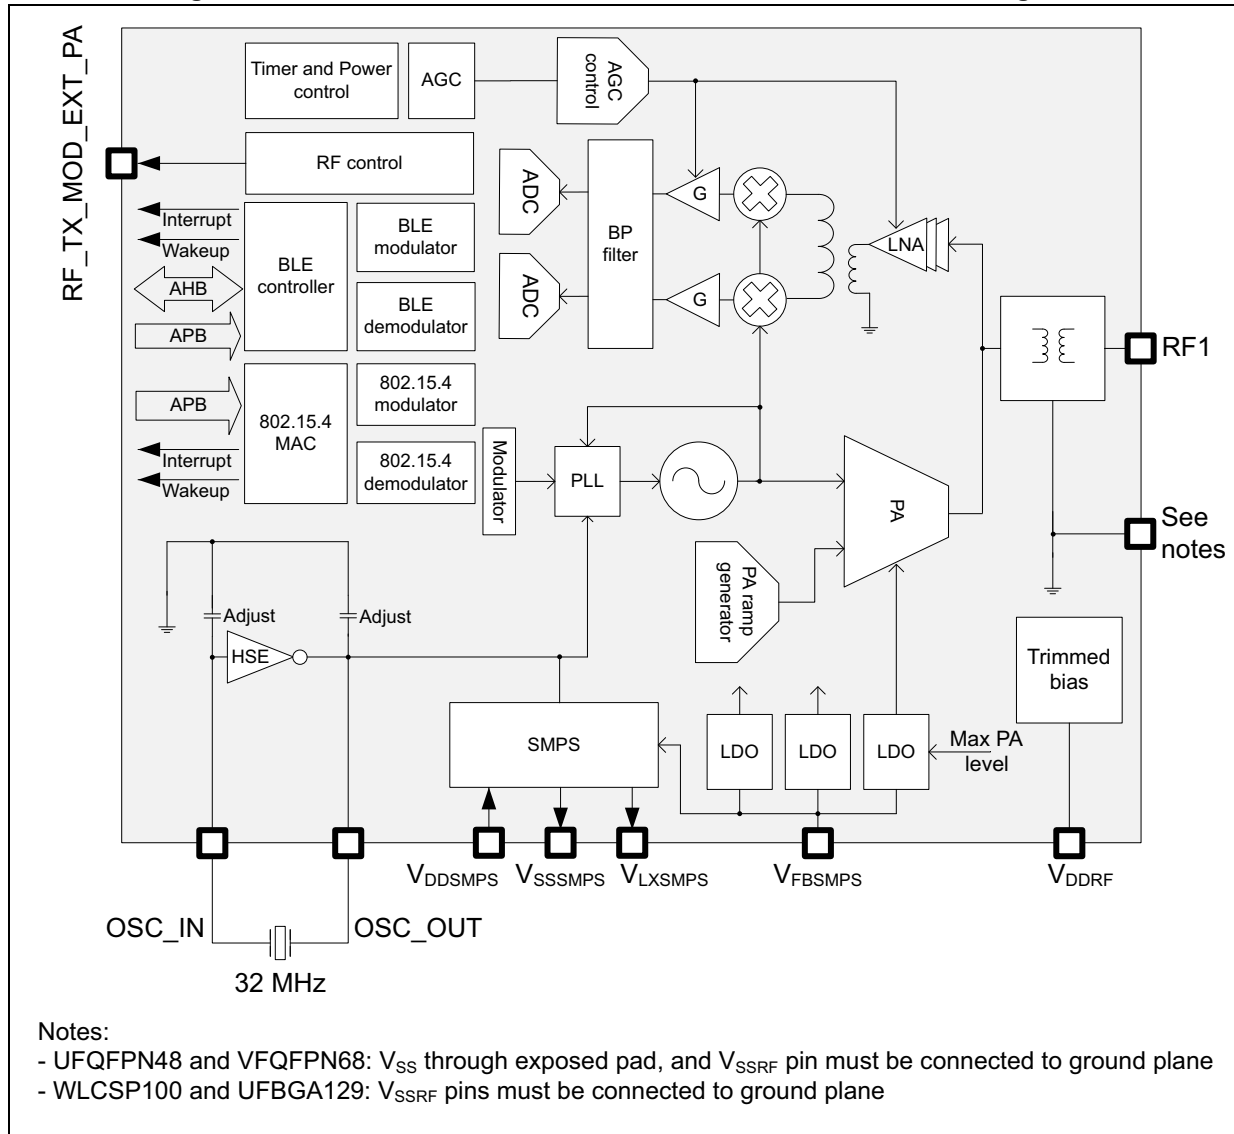 RF_TX_MOD_EXT_PA
Timer and Power
control
AGC
AGC
control
RF control
ADC
ADC
BP
filter
G
G
LNA
Interrupt
Wakeup
AHB
APB
BLE
controller
BLE
modulator
BLE
demodulator
RF1
APB
Interrupt
Wakeup
802.15.4
MAC
802.15.4
modulator
802.15.4
demodulator
Modulator
PLL
PA
See
notes
PA ramp
generator
Adjust
Adjust
HSE
Trimmed
bias
SMPS
LDO
LDO
LDO
Max PA
level
VDDSMPS
VSSSMPS
VLXSMPS
VFBSMPS
VDDRF
OSC_IN
OSC_OUT
32 MHz
Notes:
- UFQFPN48 and VFQFPN68: VSS through exposed pad, and VSSRF pin must be connected to ground plane
- WLCSP100 and UFBGA129: VSSRF pins must be connected to ground plane